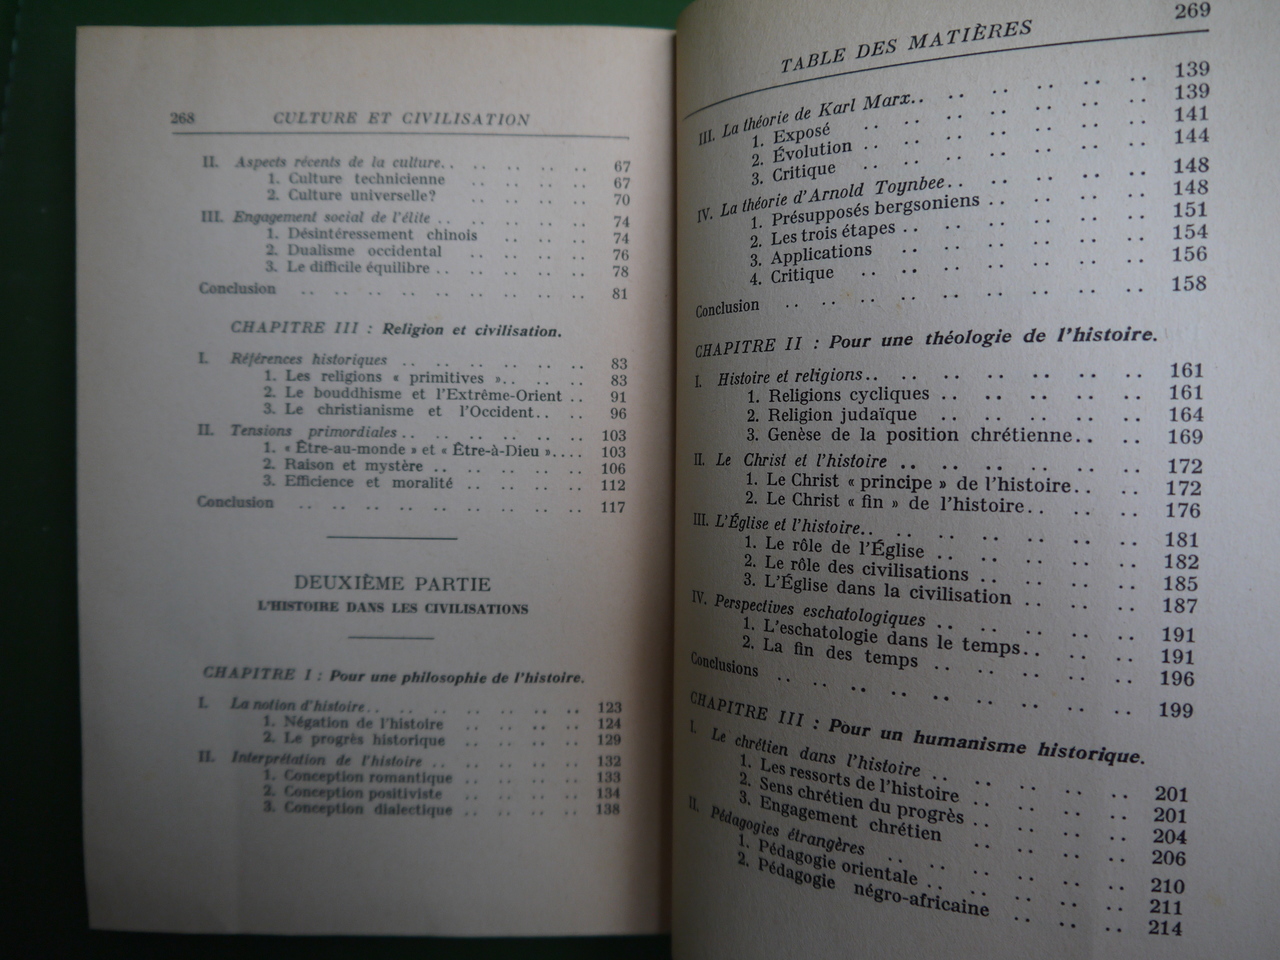 268 CULTURE ET CIVILISATION
II. Aspects récents de la culture.. .. .. .. .. .. 67
1. Culture technicienne .. .. .. .. 67
2. Culture universelle? .. .. .. .. 70
III. Engagement social de l'élite .. .. .. .. .. .. 74
1. Désintéressement chinois .. .. .. 74
2. Dualisme occidental .. .. .. .. 76
3. Le difficile équilibre .. .. .. .. .. 78
Conclusion .. .. .. .. .. .. .. .. .. .. 81
CHAPITRE III : Religion et civilisation.
I. Références historiques .. .. .. .. .. .. .. 83
1. Les religions « primitives ».. .. .. 83
2. Le bouddhisme et l'Extrême-Orient .. 91
3. Le christianisme et l'Occident.. .. 96
II. Tensions primordiales .. .. .. .. .. .. .. 103
1. « Être-au-monde » et « Être-à-Dieu ».... 103
2. Raison et mystère .. .. .. .. .. 106
3. Efficience et moralité .. .. .. .. 112
Conclusion .. .. .. .. .. .. .. .. .. .. 117
DEUXIÈME PARTIE
L'HISTOIRE DANS LES CIVILISATIONS
CHAPITRE I : Pour une philosophie de l'histoire.
I. La notion d'histoire.. .. .. .. .. .. .. .. 123
1. Négation de l'histoire .. .. .. .. 124
2. Le progrès historique .. .. .. .. 129
II. Interprétation de l'histoire .. .. .. .. .. .. 132
1. Conception romantique .. .. .. .. 133
2. Conception positiviste .. .. .. .. 134
3. Conception dialectique .. .. .. .. 138
TABLE DES MATIÈRES 269
III. La théorie de Karl Marx.. .. .. .. .. .. 139
1. Exposé .. .. .. .. .. .. .. 139
2. Évolution .. .. .. .. .. .. .. 141
3. Critique .. .. .. .. .. .. .. 144
IV. La théorie d'Arnold Toynbee.. .. .. .. .. 148
1. Présupposés bergsoniens .. .. .. .. 148
2. Les trois étapes .. .. .. .. .. .. 151
3. Applications .. .. .. .. .. .. 154
4. Critique .. .. .. .. .. .. .. 156
Conclusion .. .. .. .. .. .. .. .. .. .. 158
CHAPITRE II : Pour une théologie de l'histoire.
I. Histoire et religions.. .. .. .. .. .. .. .. 161
1. Religions cycliques .. .. .. .. .. 161
2. Religion judaïque .. .. .. .. .. 164
3. Genèse de la position chrétienne.. .. .. 169
II. Le Christ et l'histoire .. .. .. .. .. .. .. 172
1. Le Christ « principe » de l'histoire.. .. 172
2. Le Christ « fin » de l'histoire.. .. .. 176
III. L'Église et l'histoire.. .. .. .. .. .. .. .. 181
1. Le rôle de l'Église .. .. .. .. .. 182
2. Le rôle des civilisations .. .. .. .. 185
3. L'Église dans la civilisation .. .. .. .. 187
IV. Perspectives eschatologiques .. .. .. .. .. .. 191
1. L'eschatologie dans le temps.. .. .. .. 191
2. La fin des temps .. .. .. .. .. .. 196
Conclusions .. .. .. .. .. .. .. .. .. .. 199
CHAPITRE III : Pour un humanisme historique.
I. Le chrétien dans l'histoire .. .. .. .. .. .. 201
1. Les ressorts de l'histoire .. .. .. .. .. 201
2. Sens chrétien du progrès .. .. .. .. .. 204
3. Engagement chrétien .. .. .. .. .. 206
II. Pédagogies étrangères .. .. .. .. .. .. .. 210
1. Pédagogie orientale .. .. .. .. .. .. 211
2. Pédagogie négro-africaine .. .. .. .. 214